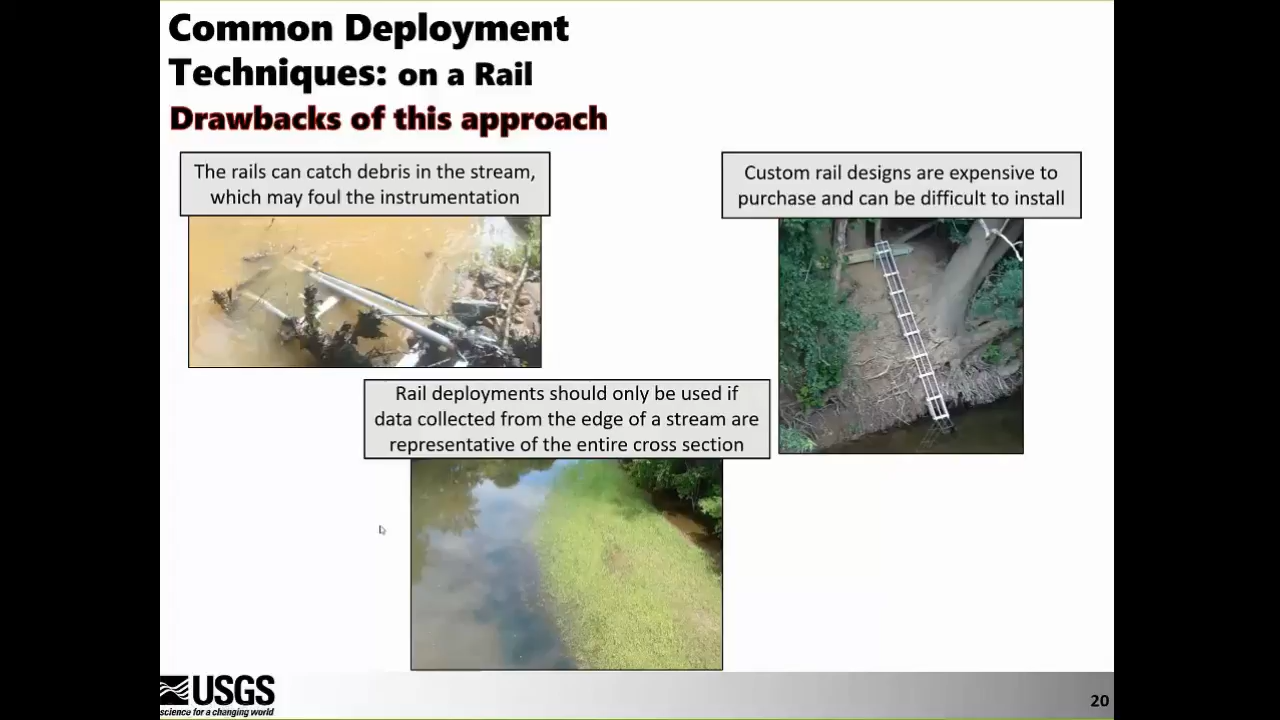 Common Deployment
Techniques: on a Rail
Drawbacks of this approach
The rails can catch debris in the stream,
which may foul the instrumentation
Custom rail designs are expensive to
purchase and can be difficult to install
Rail deployments should only be used if
data collected from the edge of a stream are
representative of the entire cross section
USGS
science for a changing world
20